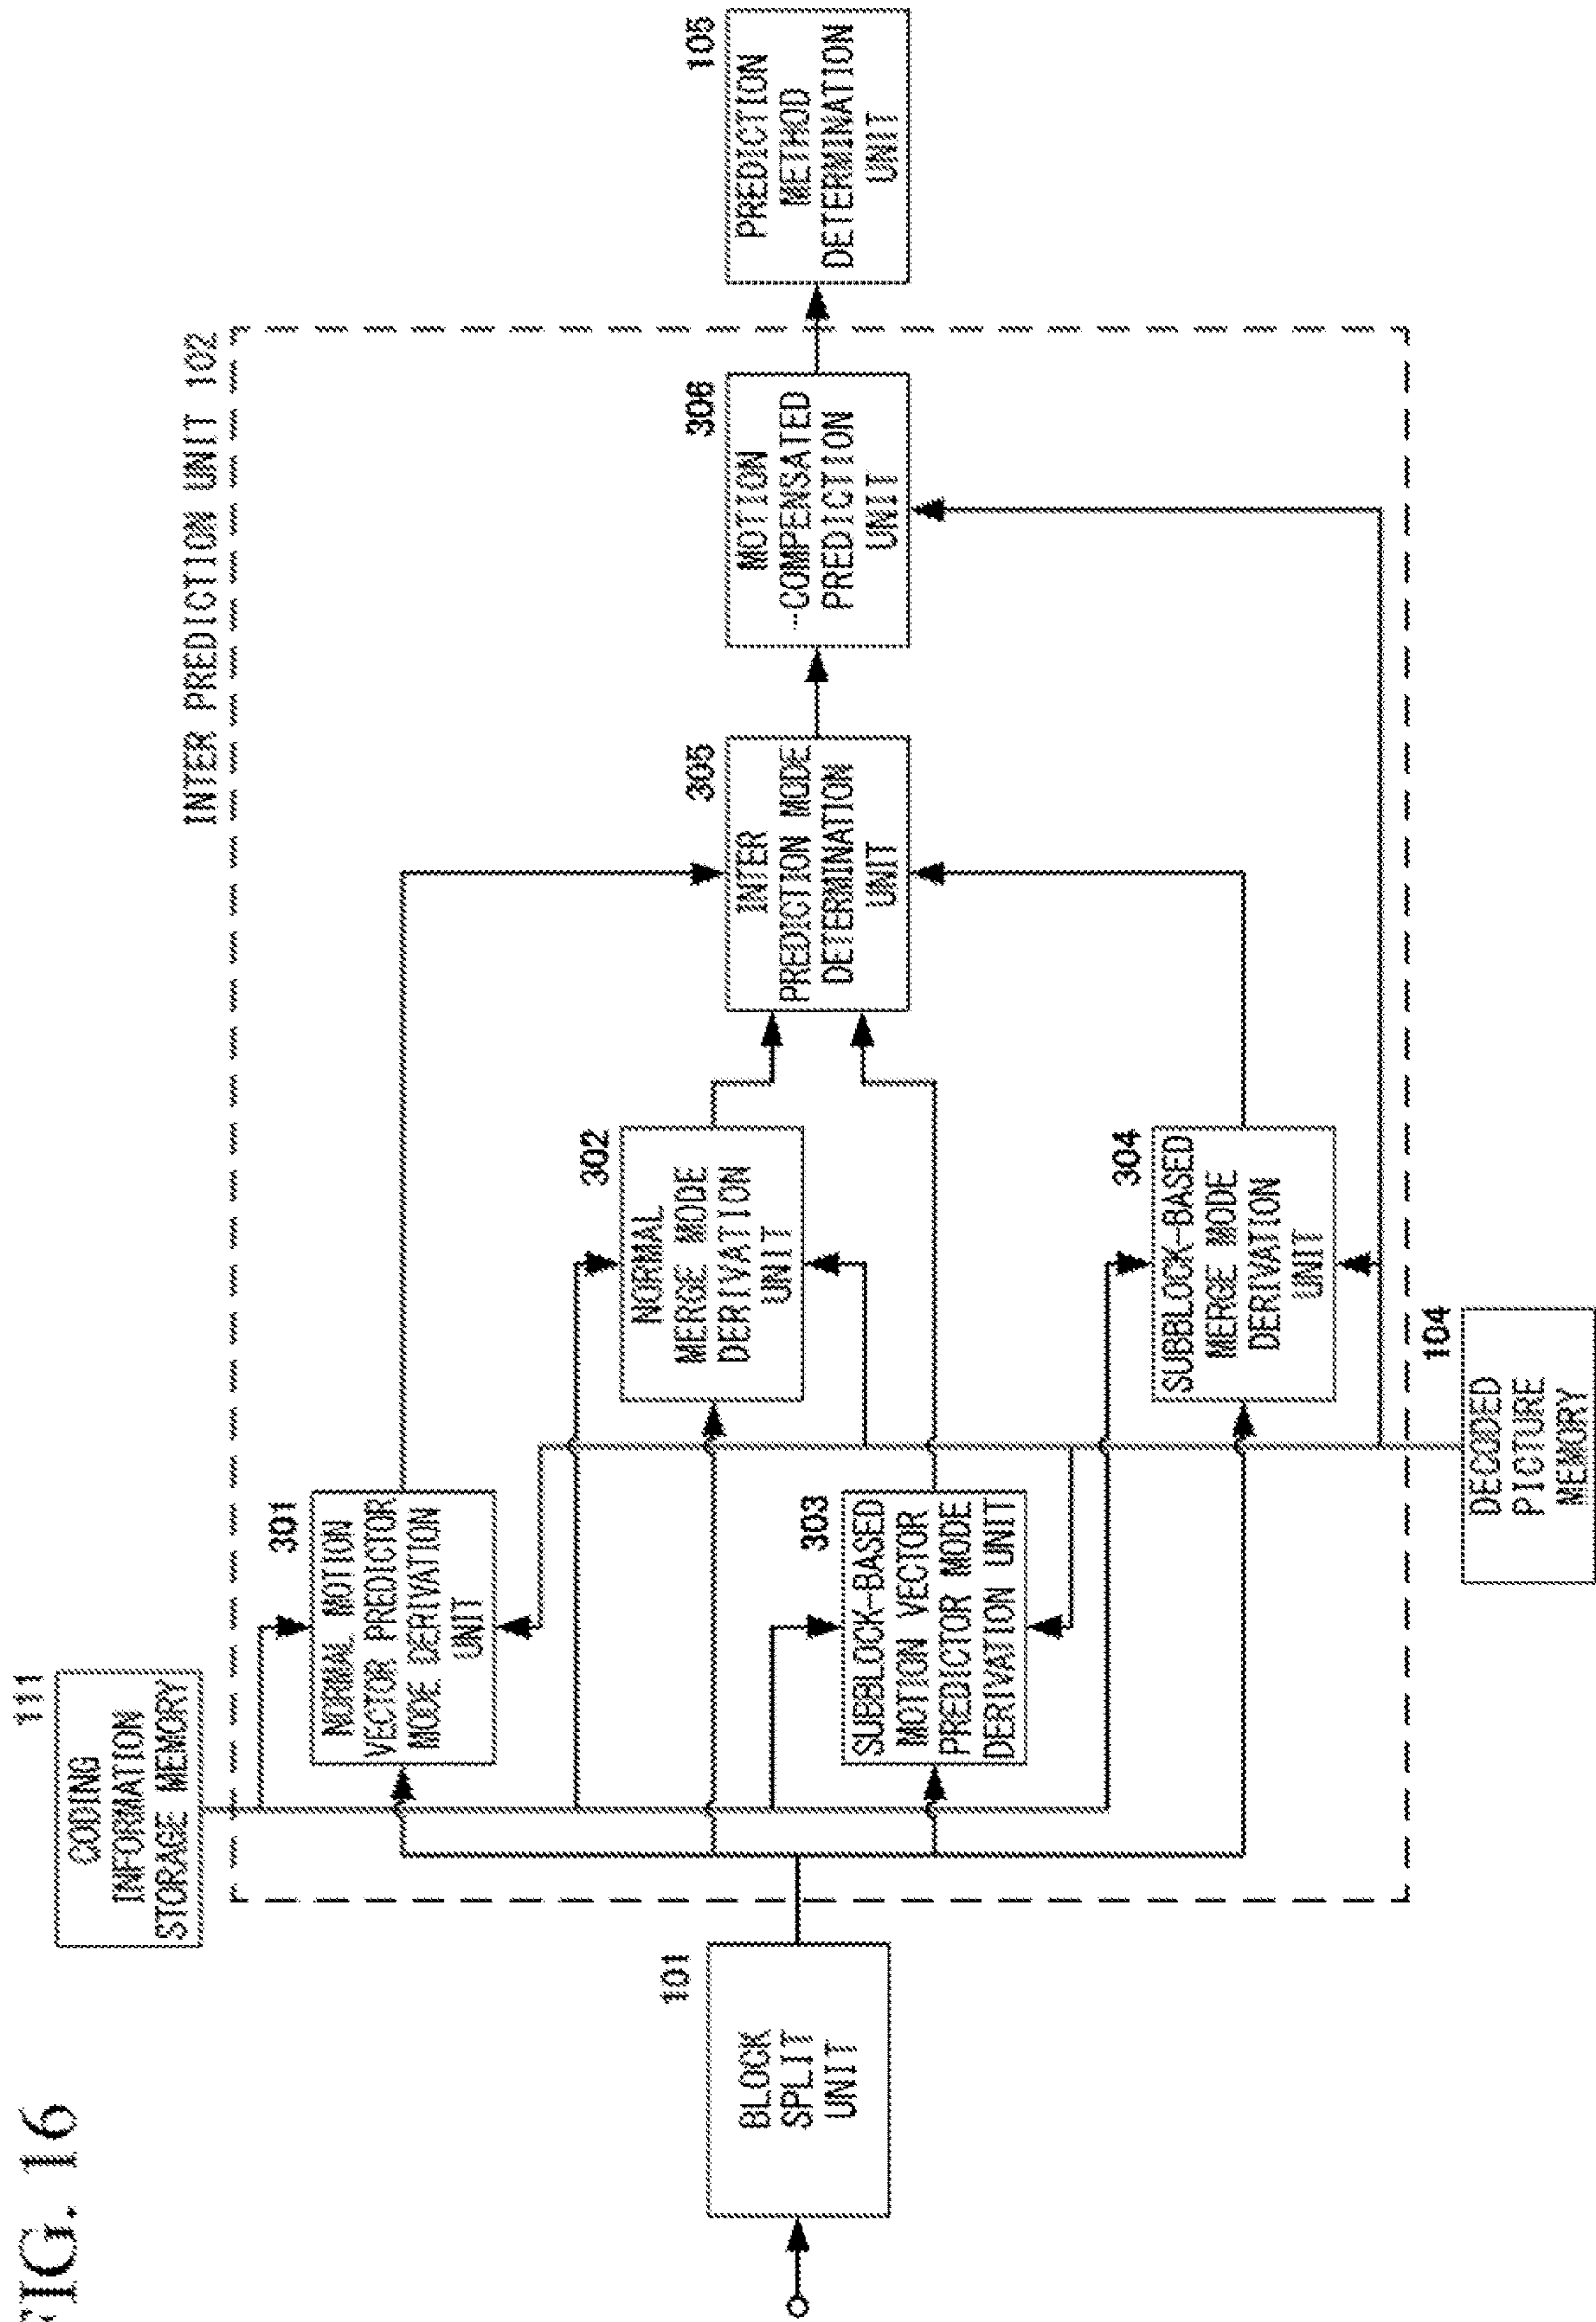 FIG. 16
111
CODING
INFORMATION
STORAGE MEMORY
INTER PREDICTION UNIT 102
101
BLOCK
SPLIT
UNIT
301
NORMAL MOTION
VECTOR PREDICTOR
MODE DERIVATION
UNIT
302
NORMAL
MERGE MODE
DERIVATION
UNIT
303
SUBBLOCK-BASED
MOTION VECTOR
PREDICTOR MODE
DERIVATION UNIT
304
SUBBLOCK-BASED
MERGE MODE
DERIVATION
UNIT
305
INTER
PREDICTION MODE
DETERMINATION
UNIT
306
MOTION
-COMPENSATED
PREDICTION
UNIT
105
PREDICTION
METHOD
DETERMINATION
UNIT
104
DECODED
PICTURE
MEMORY